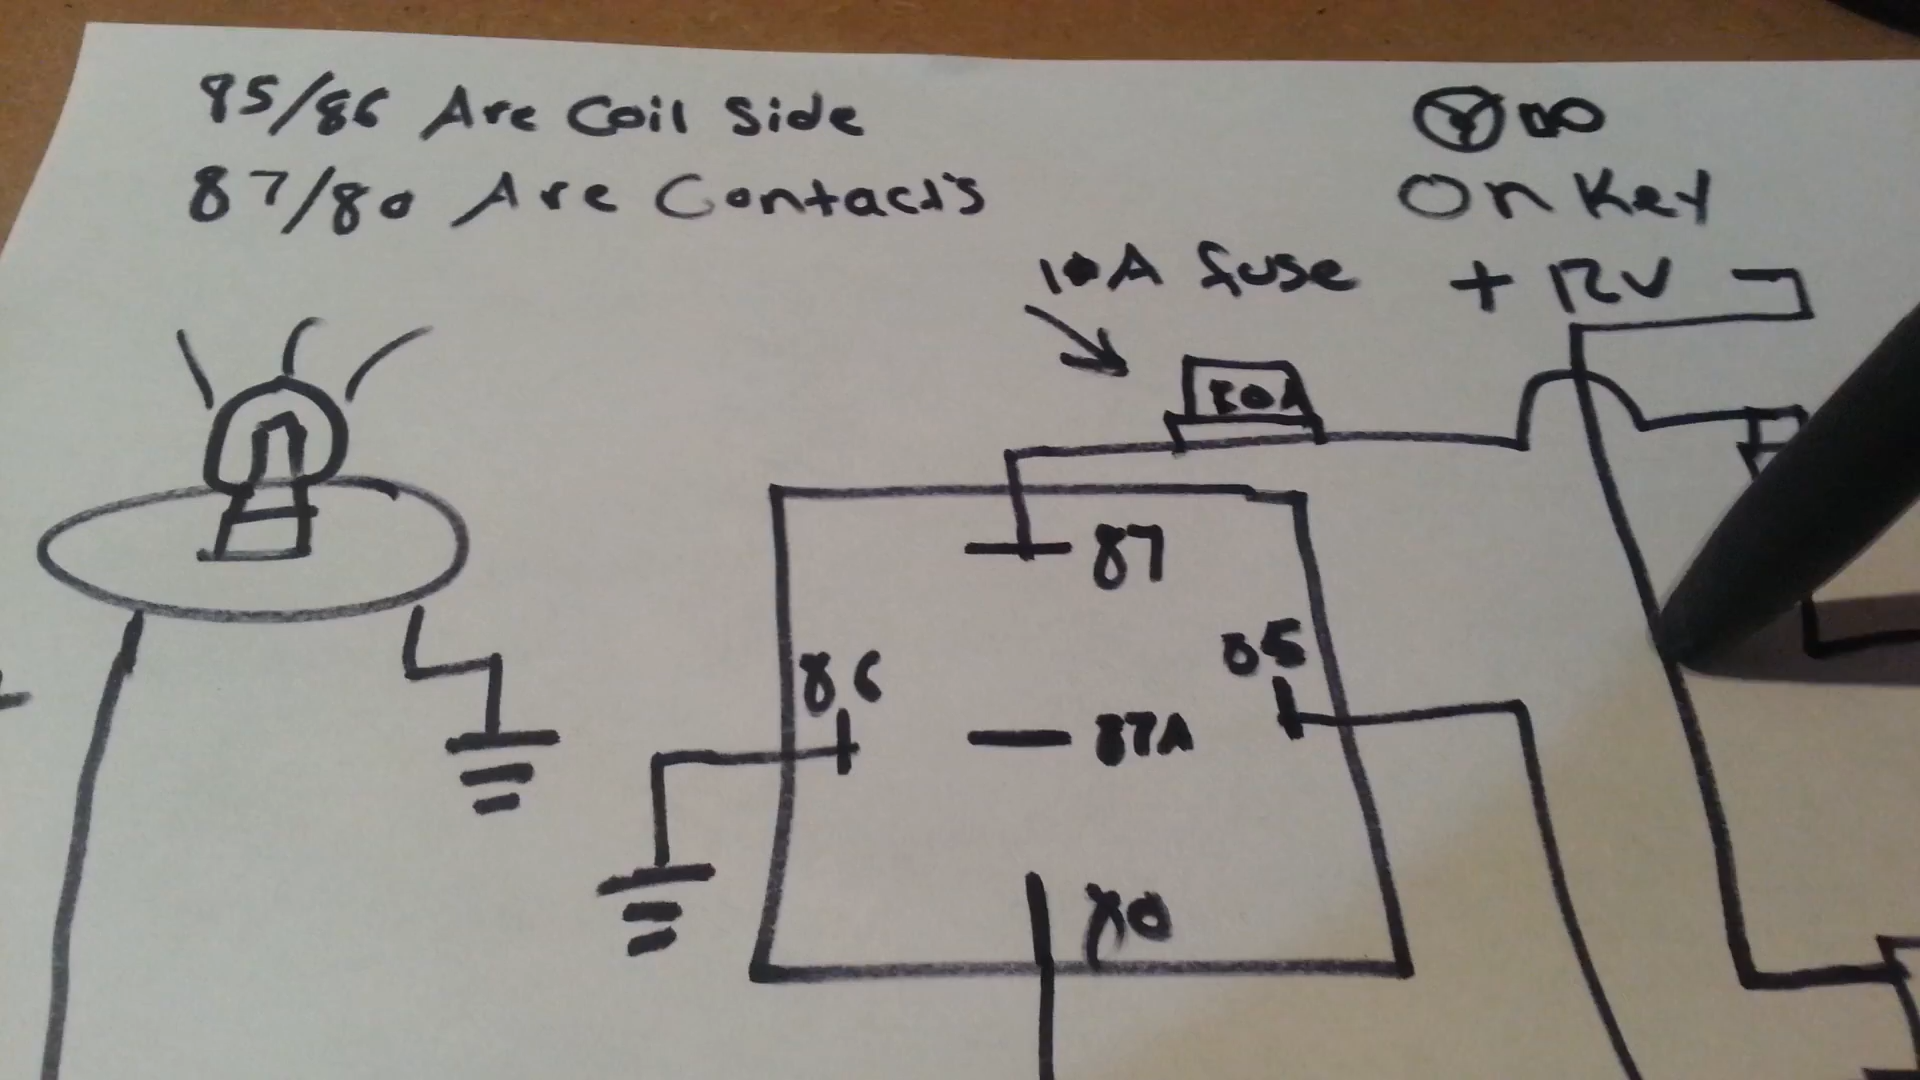 85/86 Are Coil Side
87/80 Are Contacts
On Key
10A fuse
+ 12V
30A
87
86
85
87A
80